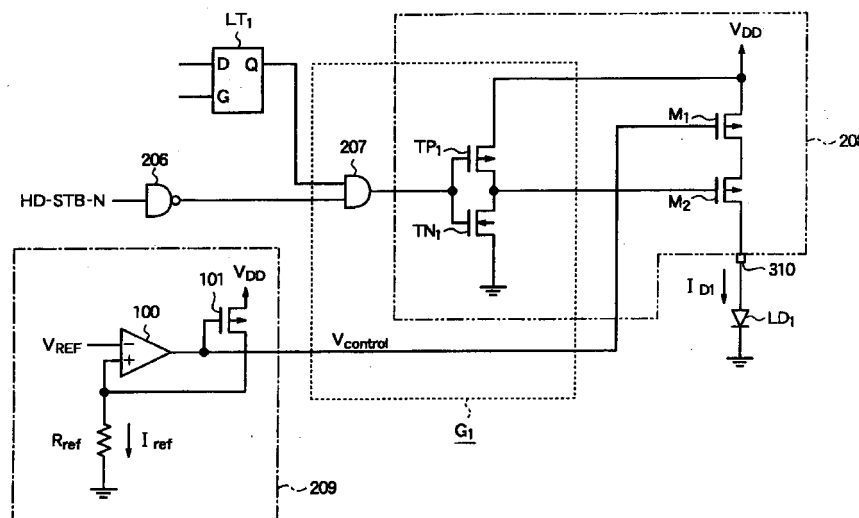 LT1
D Q
G
VDD
M1
208
TP1
207
206
HD-STB-N
M2
TN1
310
101
VDD
ID1
LD1
100
VREF
Vcontrol
G1
Rref
Iref
209